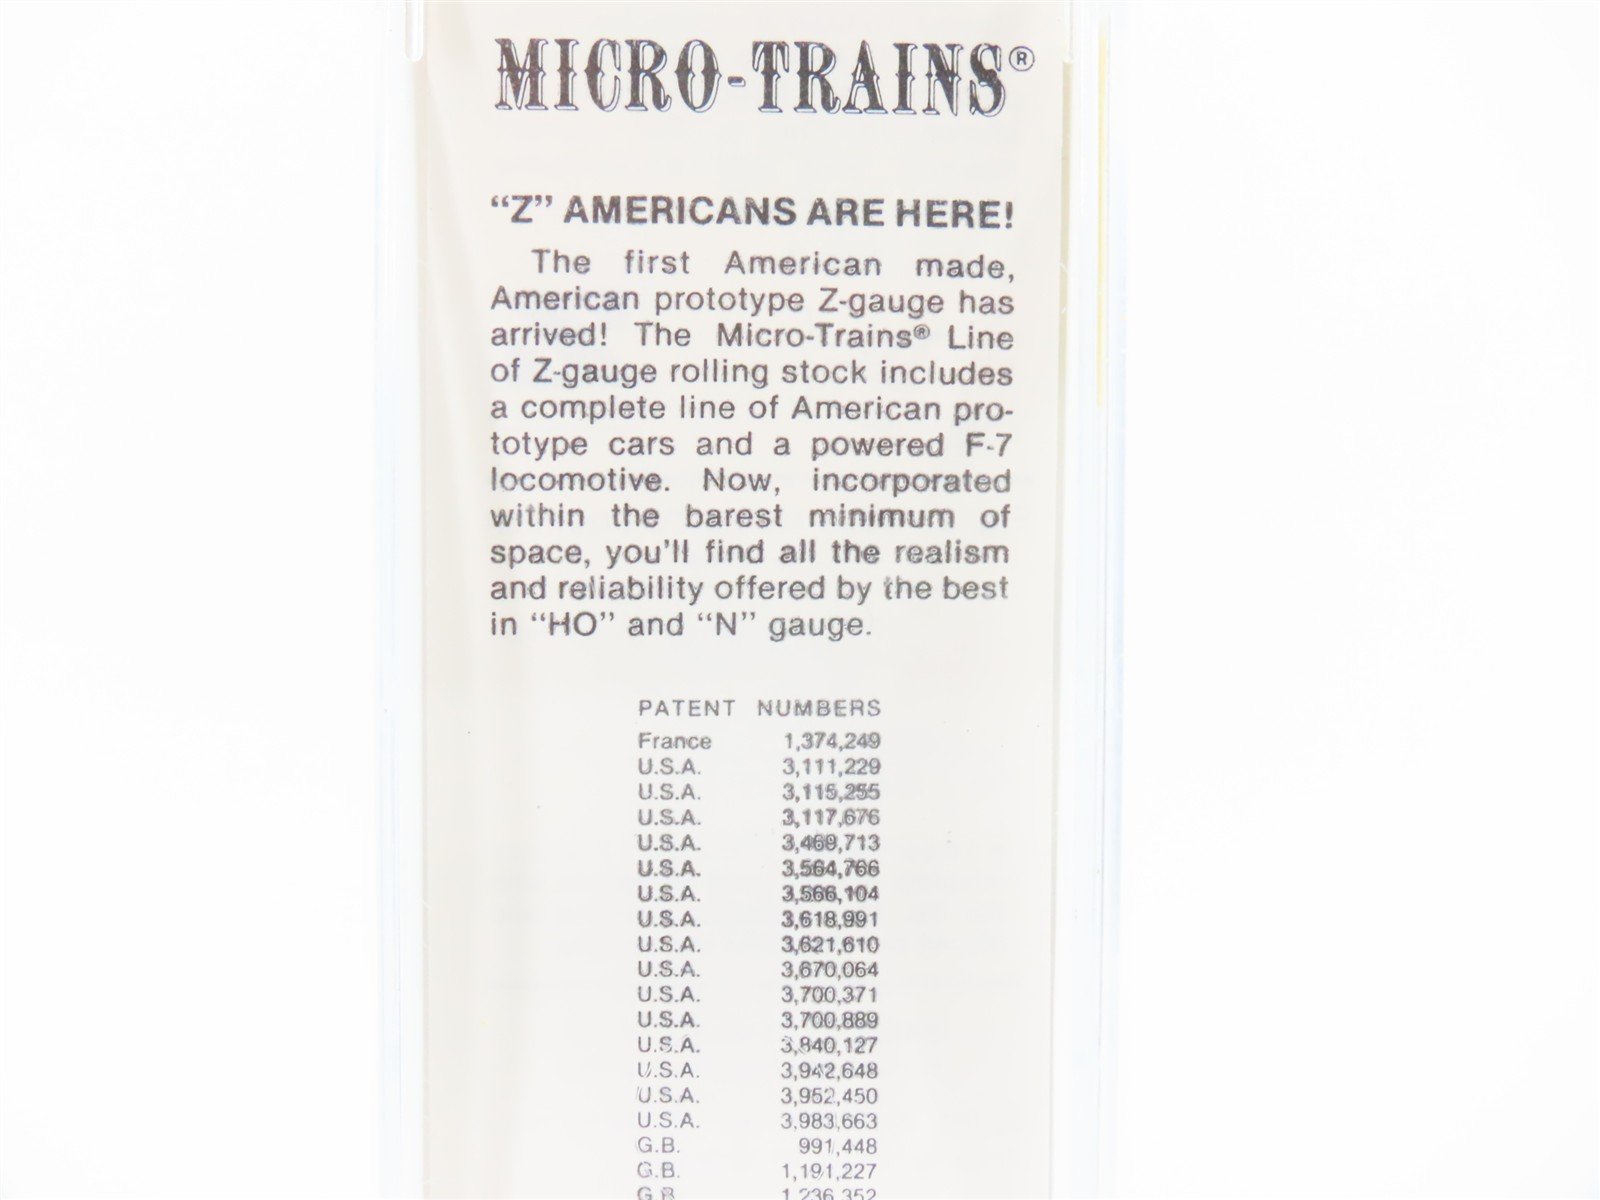 MICRO-TRAINS®
“Z” AMERICANS ARE HERE!
The first American made,
American prototype Z-gauge has
arrived! The Micro-Trains® Line
of Z-gauge rolling stock includes
a complete line of American pro-
totype cars and a powered F-7
locomotive. Now, incorporated
within the barest minimum of
space, you'll find all the realism
and reliability offered by the best
in “HO” and “N” gauge.
PATENT NUMBERS
France 1,374,249
U.S.A. 3,111,229
U.S.A. 3,115,255
U.S.A. 3,117,676
U.S.A. 3,469,713
U.S.A. 3,564,766
U.S.A. 3,566,104
U.S.A. 3,618,991
U.S.A. 3,621,610
U.S.A. 3,670,064
U.S.A. 3,700,371
U.S.A. 3,700,889
U.S.A. 3,840,127
U.S.A. 3,942,648
U.S.A. 3,952,450
U.S.A. 3,983,663
G.B. 991,448
G.B. 1,191,227
G.B. 1,236,352